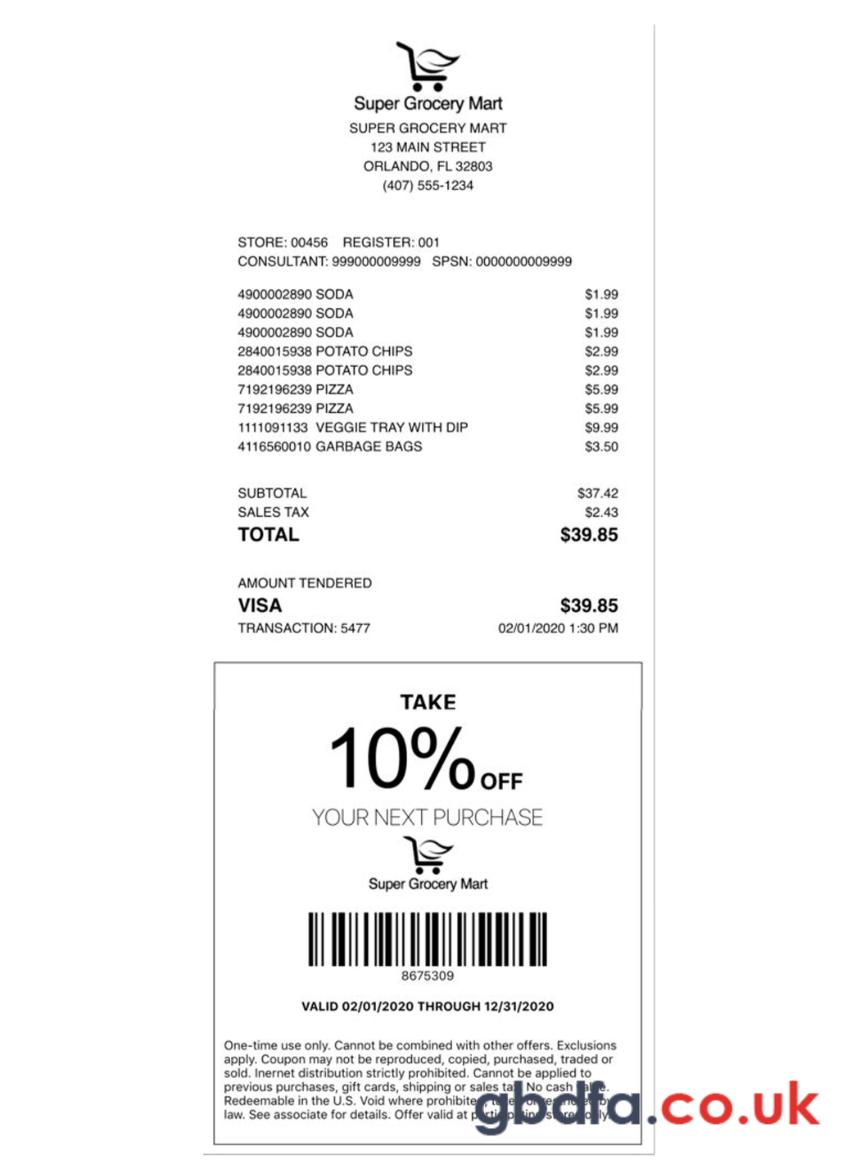 Super Grocery Mart
SUPER GROCERY MART
123 MAIN STREET
ORLANDO, FL 32803
(407) 555-1234
STORE: 00456 REGISTER: 001
CONSULTANT: 999000009999 SPSN: 0000000009999
4900002890 SODA $1.99
4900002890 SODA $1.99
4900002890 SODA $1.99
2840015938 POTATO CHIPS $2.99
2840015938 POTATO CHIPS $2.99
7192196239 PIZZA $5.99
7192196239 PIZZA $5.99
1111091133 VEGGIE TRAY WITH DIP $9.99
4116560010 GARBAGE BAGS $3.50
SUBTOTAL $37.42
SALES TAX $2.43
TOTAL $39.85
AMOUNT TENDERED
VISA $39.85
TRANSACTION: 5477 02/01/2020 1:30 PM
TAKE
10% OFF
YOUR NEXT PURCHASE
Super Grocery Mart
8675309
VALID 02/01/2020 THROUGH 12/31/2020
One-time use only. Cannot be combined with other offers. Exclusions
apply. Coupon may not be reproduced, copied, purchased, traded or
sold. Inernet distribution strictly prohibited. Cannot be applied to
previous purchases, gift cards, shipping or sales tax. No cash value.
Redeemable in the U.S. Void where prohibited, by
law. See associate for details. Offer valid at participating stores only.
gbdfa.co.uk